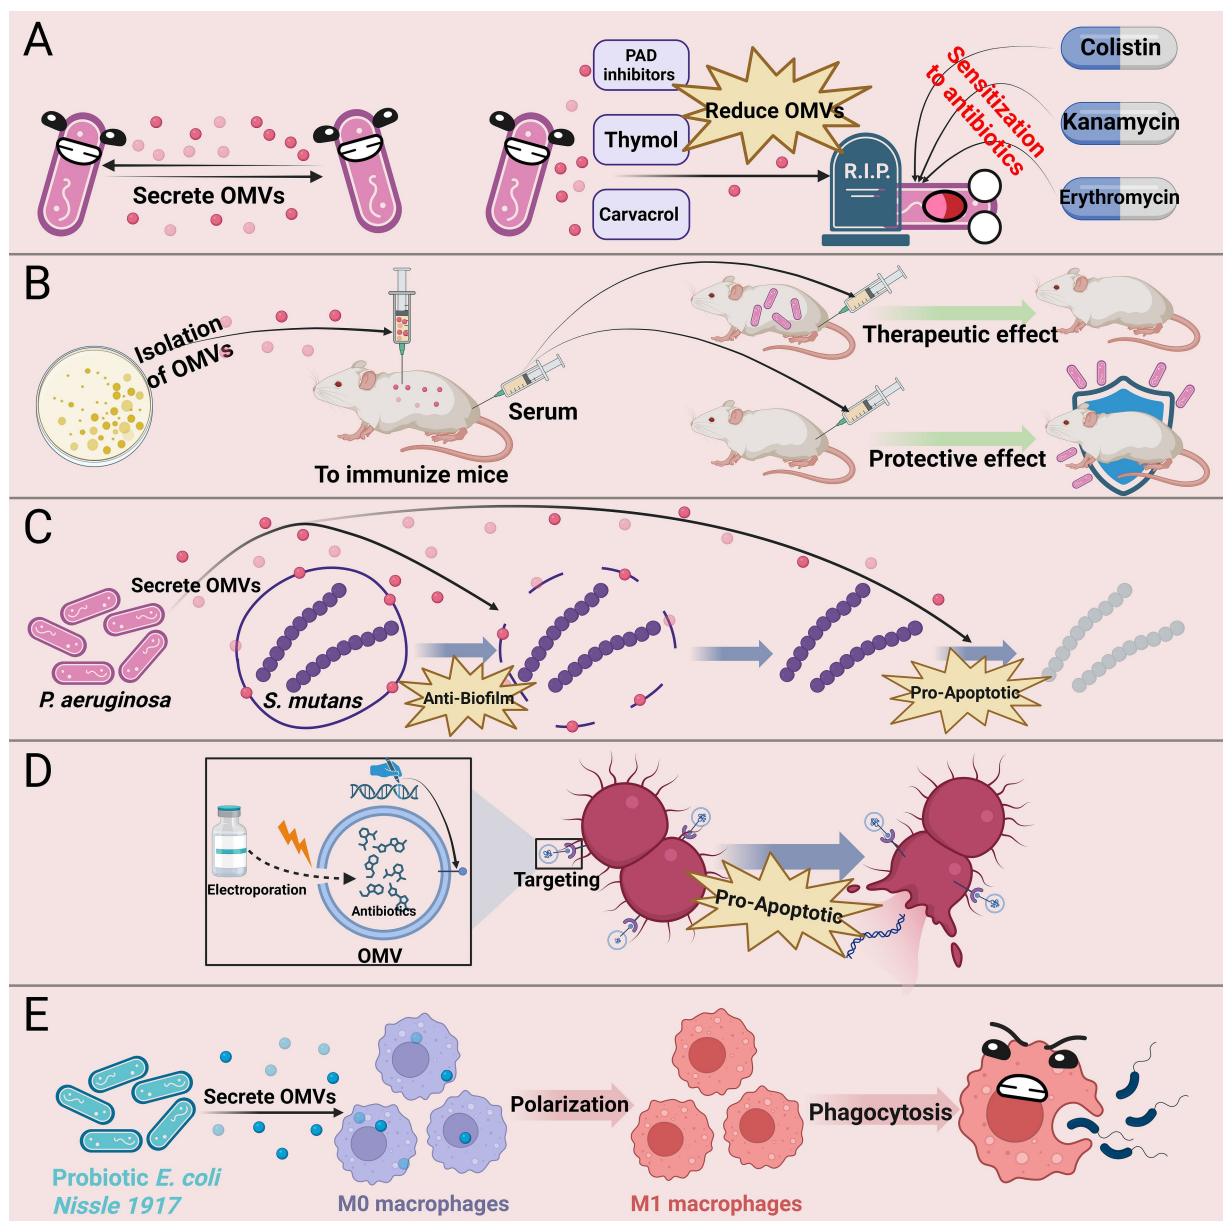 A
Secrete OMVs
PAD
inhibitors
Thymol
Carvacrol
Reduce OMVs
R.I.P.
Sensitization
to antibiotics
Colistin
Kanamycin
Erythromycin
B
Isolation
of OMVs
To immunize mice
Serum
Therapeutic effect
Protective effect
C
Secrete OMVs
P. aeruginosa
S. mutans
Anti-Biofilm
Pro-Apoptotic
D
Electroporation
Antibiotics
OMV
Targeting
Pro-Apoptotic
E
Secrete OMVs
Probiotic E. coli
Nissle 1917
M0 macrophages
Polarization
M1 macrophages
Phagocytosis